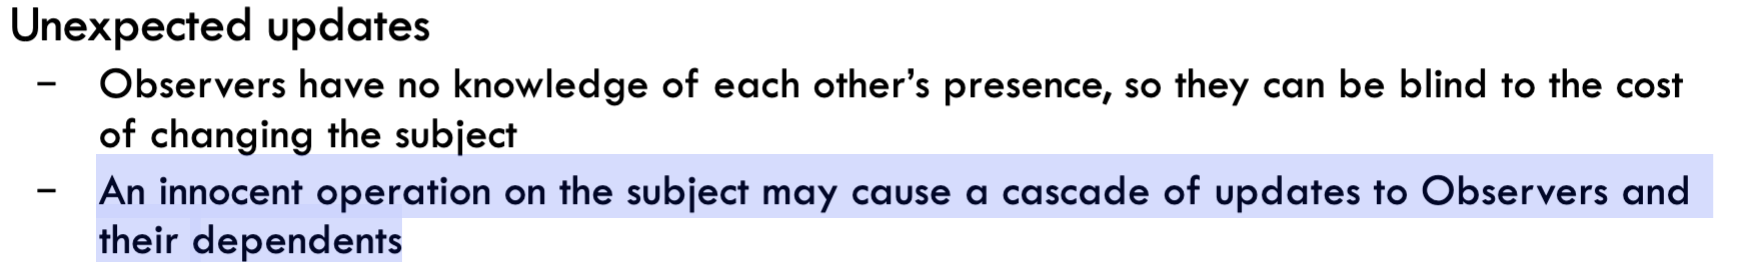 Unexpected updates
– Observers have no knowledge of each other’s presence, so they can be blind to the cost
of changing the subject
– An innocent operation on the subject may cause a cascade of updates to Observers and
their dependents